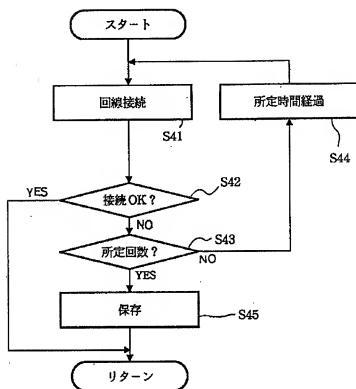 スタート
回線接続
S41
所定時間経過
S44
YES
接続OK?
S42
NO
所定回数?
S43
NO
YES
保存
S45
リターン